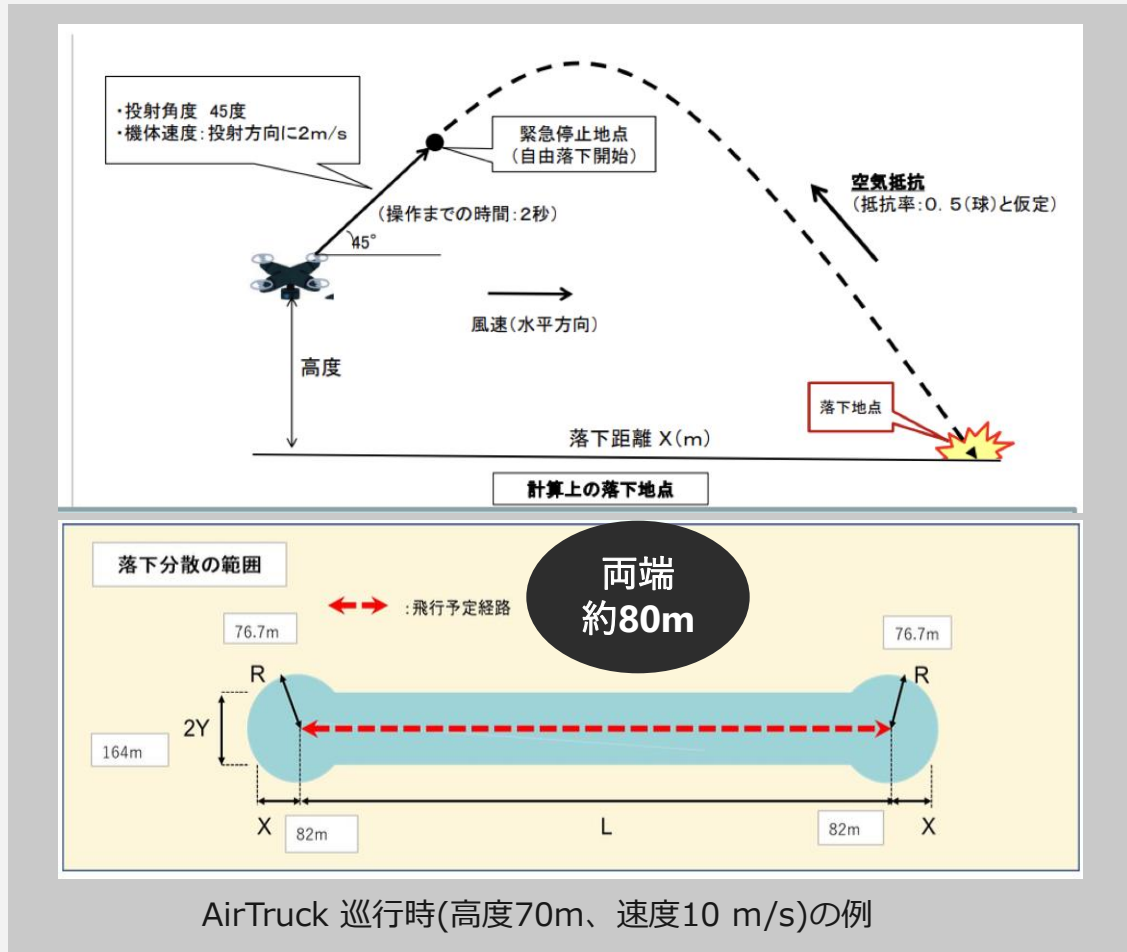 ・投射角度 45度
・機体速度:投射方向に2m/s
緊急停止地点
(自由落下開始)
空気抵抗
(抵抗率:0.5(球)と仮定)
(操作までの時間:2秒)
45°
風速(水平方向)
高度
落下地点
落下距離 X(m)
計算上の落下地点
落下分散の範囲
:飛行予定経路
両端
約80m
76.7m
76.7m
R
R
2Y
164m
X
82m
L
82m
X
AirTruck 巡行時(高度70m、速度10 m/s)の例